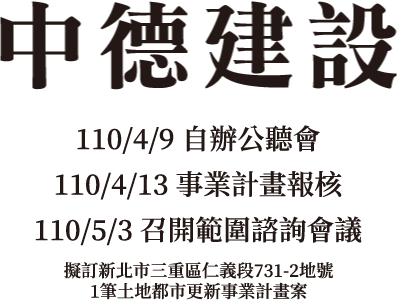 中德建設
110/4/9 自辦公聽會
110/4/13 事業計畫報核
110/5/3 召開範圍諮詢會議
擬訂新北市三重區仁義段731-2地號
1筆土地都市更新事業計畫案